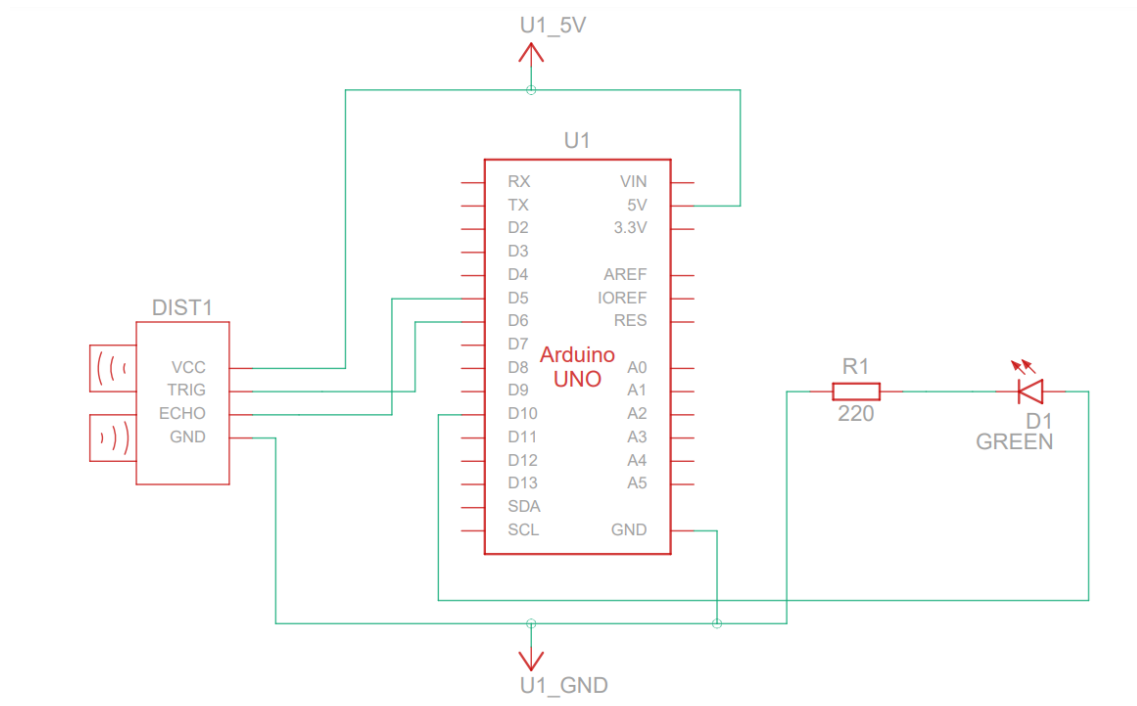 U1_5V
U1
RX VIN
TX 5V
D2 3.3V
D3
D4 AREF
D5 IOREF
D6 RES
D7
D8 A0
D9 A1
D10 A2
D11 A3
D12 A4
D13 A5
SDA
SCL GND
Arduino
UNO
DIST1
VCC
TRIG
ECHO
GND
R1
220
D1
GREEN
U1_GND